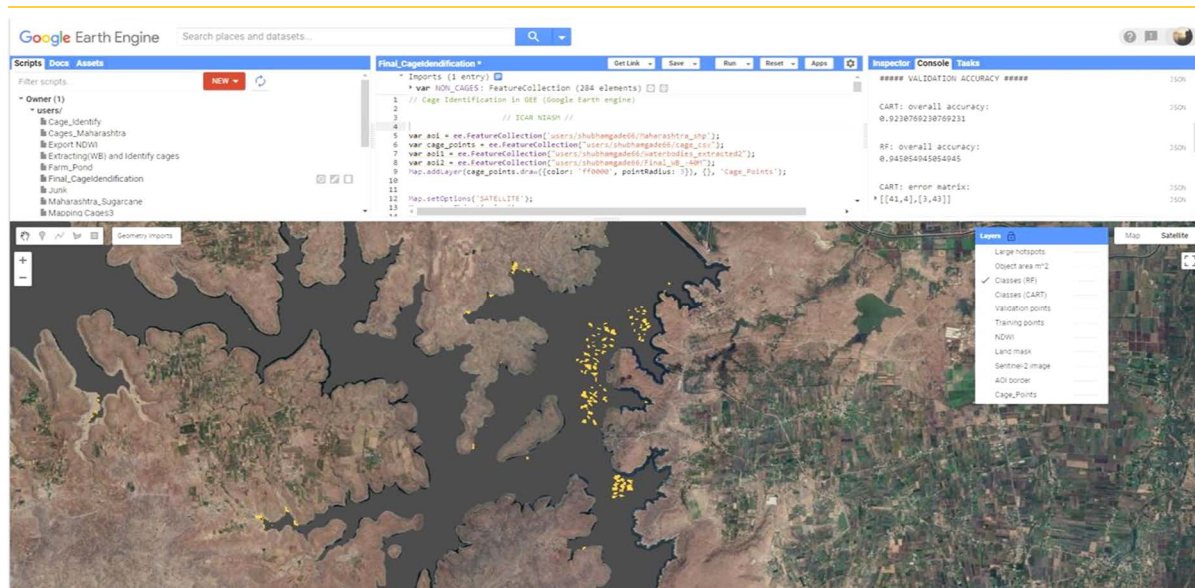 Google Earth Engine
Search places and datasets...
Scripts Docs Assets
Filter scripts.
NEW
Owner (1)
users/
Cage_Identify
Cages_Maharashtra
Export NDWI
Extracting(WB) and Identify cages
Farm_Pond
Final_CageIdendification
Junk
Maharashtra_Sugarcane
Mapping Cages3
Final_CageIdendification *
Get Link
Save
Run
Reset
Apps
Imports (1 entry)
var NON_CAGES: FeatureCollection (284 elements)
1 // Cage Identification in GEE (Google Earth engine)
2
3 // ICAR NIASM //
4
5 var aoi = ee.FeatureCollection('users/shubhamgade66/Maharashtra_shp');
6 var cage_points = ee.FeatureCollection("users/shubhamgade66/cage_csv");
7 var aoi1 = ee.FeatureCollection("users/shubhamgade66/Waterbodies_extracted2");
8 var aoi2 = ee.FeatureCollection("users/shubhamgade66/Final_WB_-40M");
9 Map.addLayer(cage_points.draw({color: 'ff0000', pointRadius: 3}), {}, 'Cage_Points');
10
11
12 Map.setOptions('SATELLITE');
13
Inspector Console Tasks
##### VALIDATION ACCURACY ##### JSON
CART: overall accuracy: JSON
0.9230769230769231
RF: overall accuracy: JSON
0.945054945054945
CART: error matrix: JSON
[[41,4],[3,43]] JSON
Geometry Imports
+
-
Layers
Map Satellite
Large hotspots
Object area m^2
Classes (RF)
Classes (CART)
Validation points
Training points
NDWI
Land mask
Sentinel-2 image
AOI border
Cage_Points